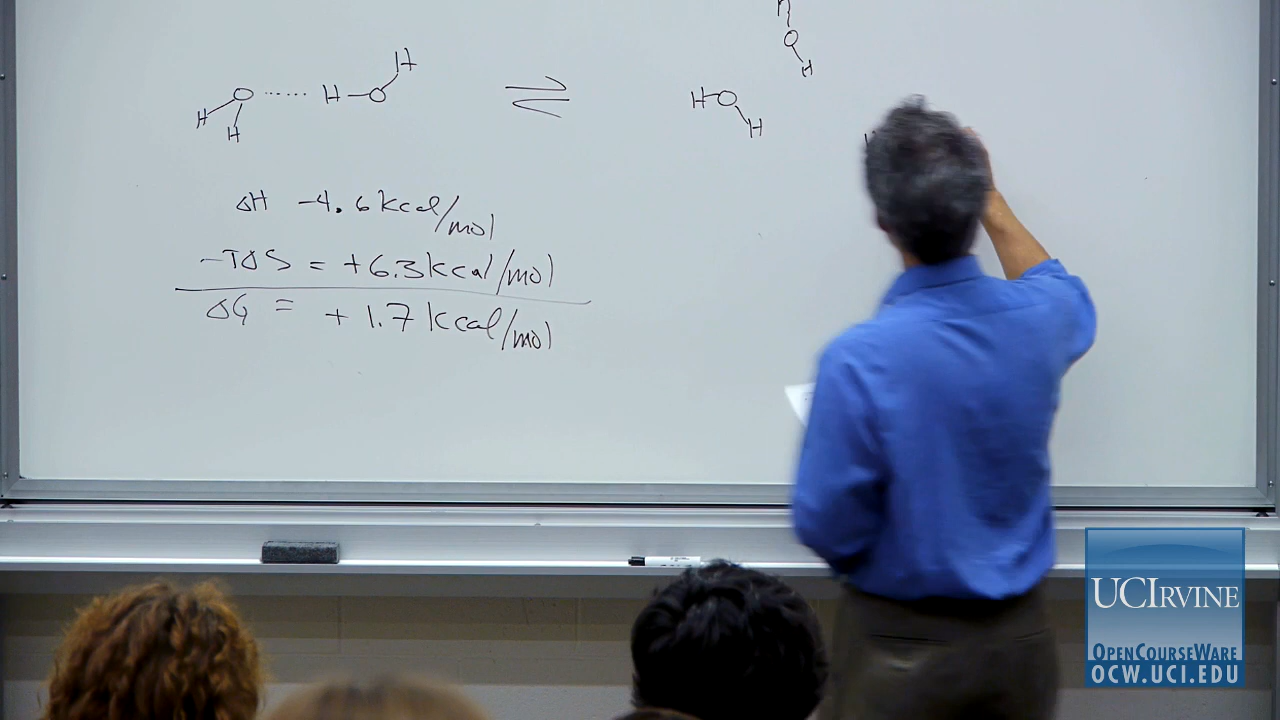 O ...... H–O H
H H
⇌
O
H
H–O
H
ΔH -4.6 kcal/mol
-TΔS = +6.3 kcal/mol
ΔG = +1.7 kcal/mol
UCIRVINE
OPENCOURSEWARE
OCW.UCI.EDU